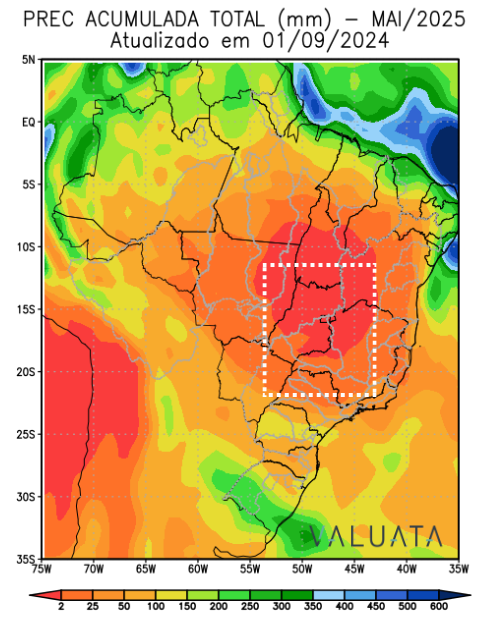 PREC ACUMULADA TOTAL (mm) – MAI/2025
Atualizado em 01/09/2024
5N
EQ
5S
10S
15S
20S
25S
30S
35S
VALUATA
75W 70W 65W 60W 55W 50W 45W 40W 35W
2 25 50 100 150 200 250 300 350 400 450 500 600